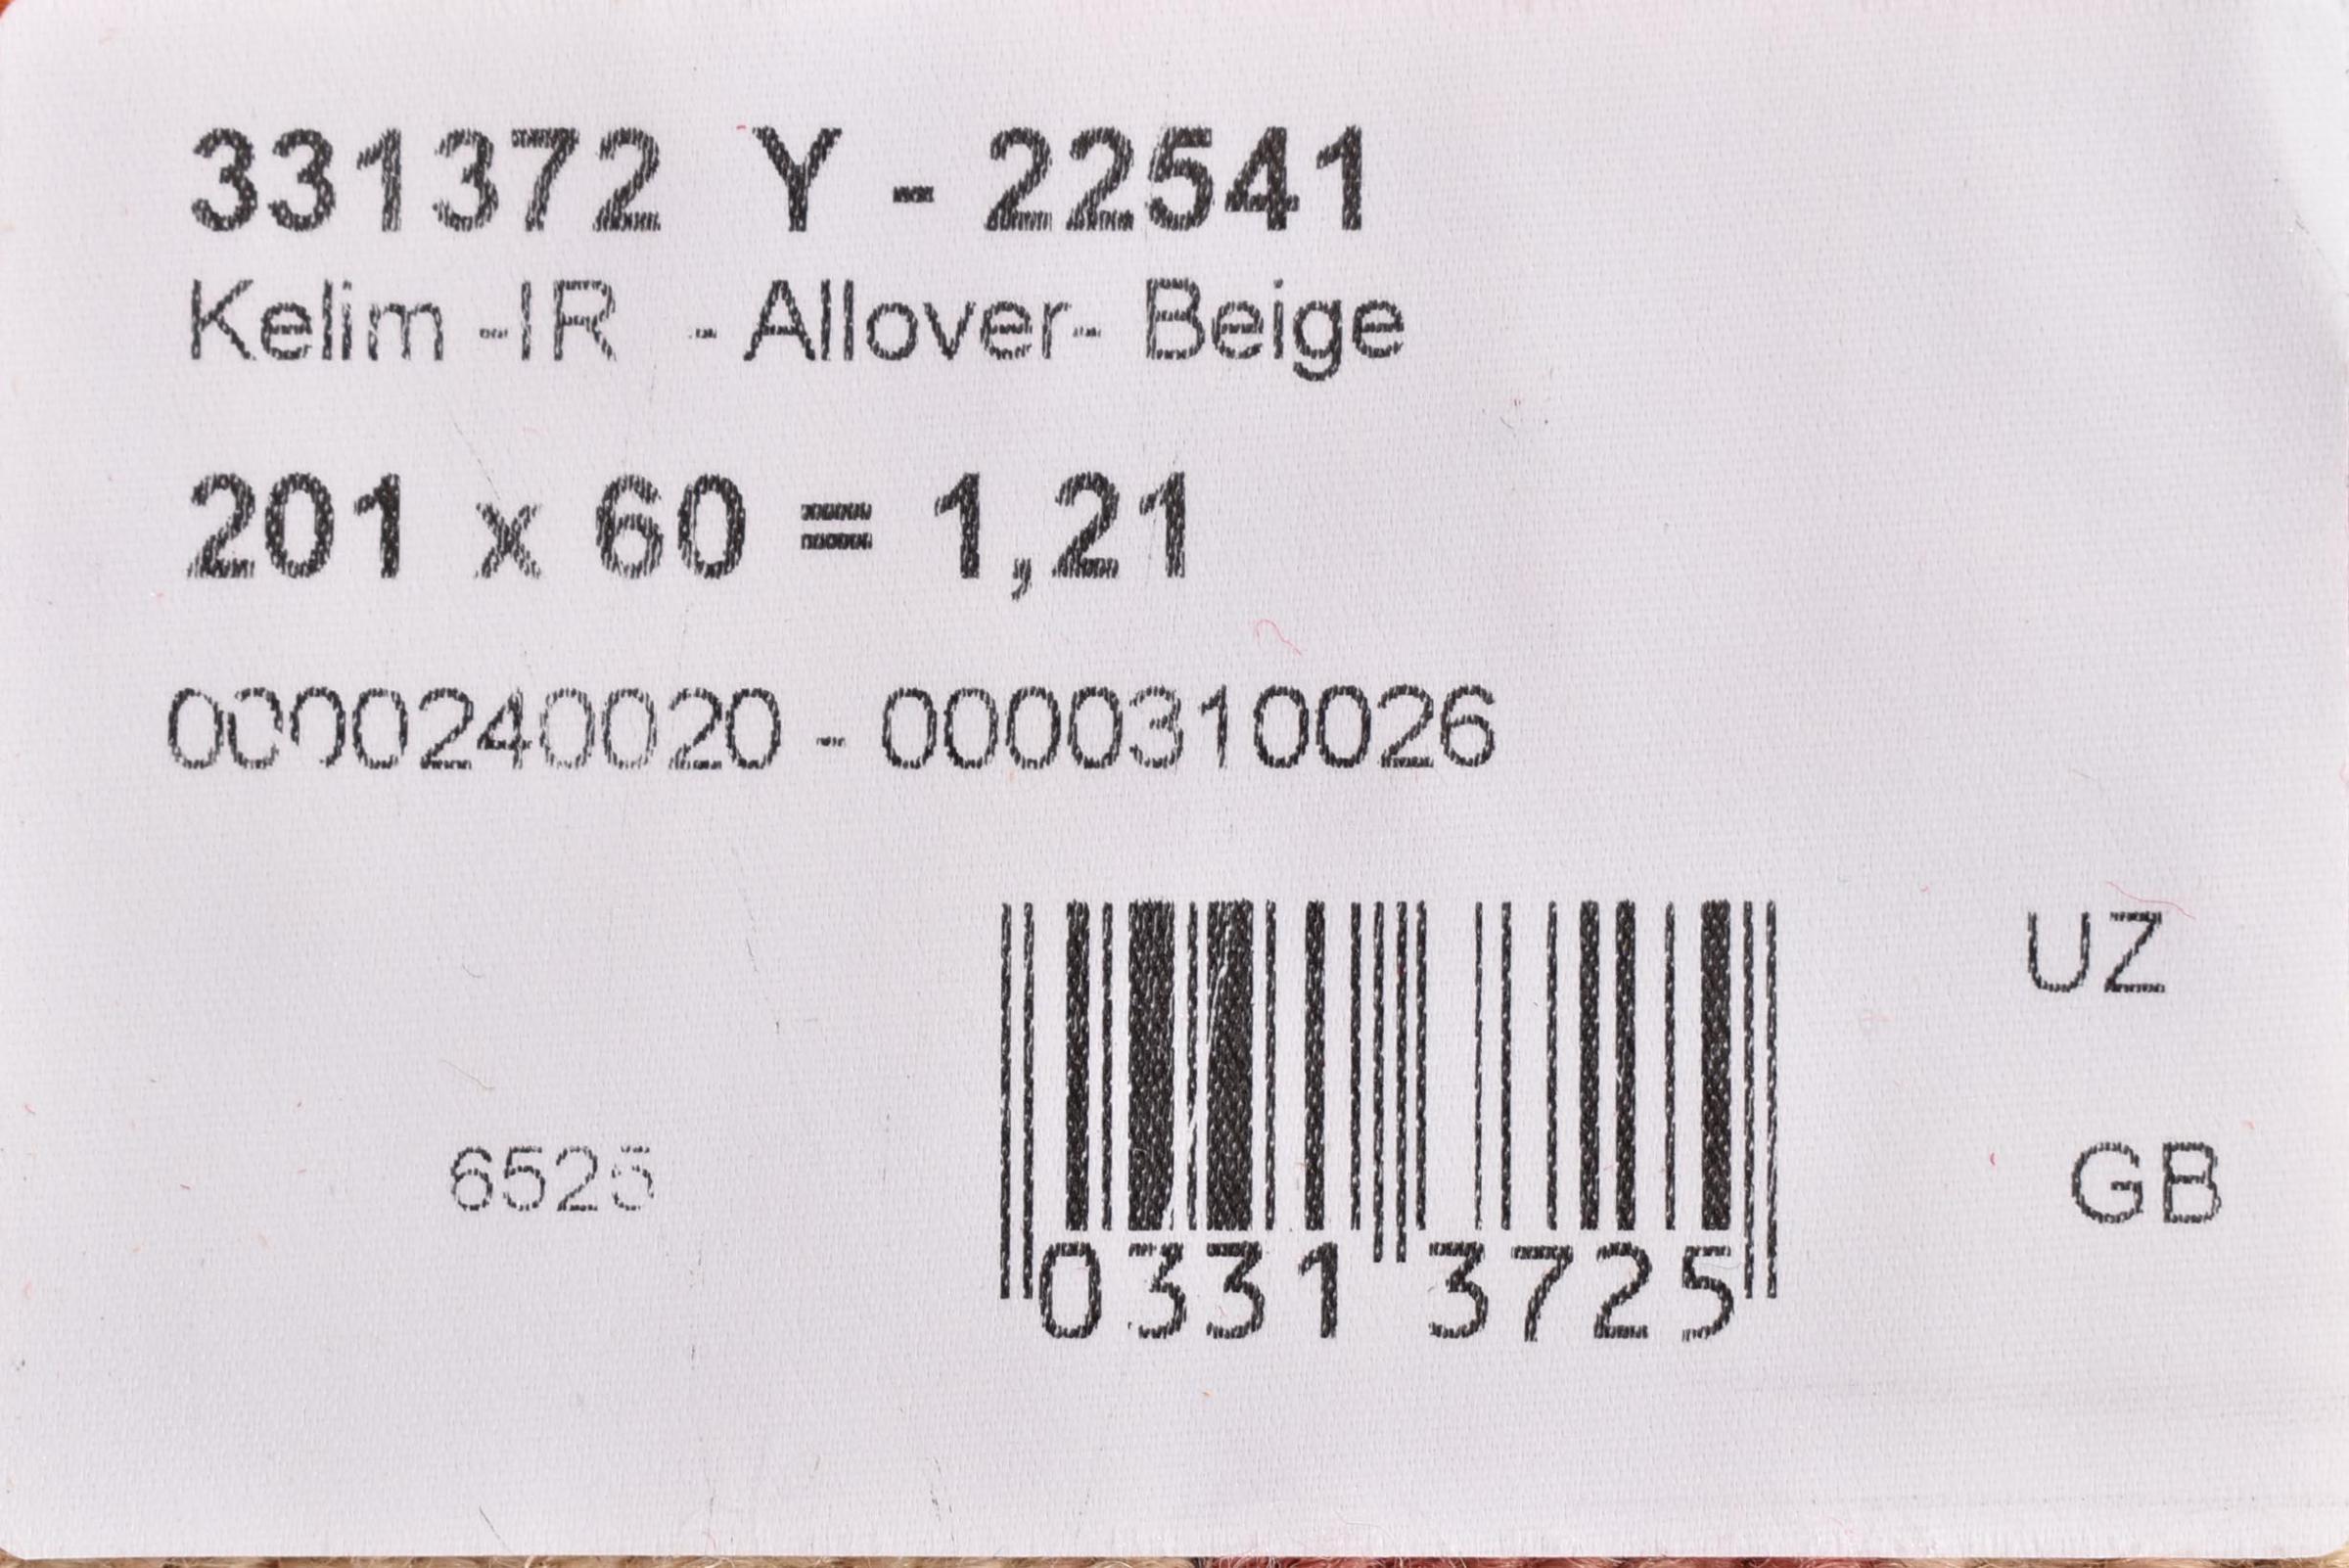 331372 Y - 22541
Kelim -IR - Allover- Beige
201 x 60 = 1,21
0000240020 - 0000310026
UZ
6525
GB
0331 3725